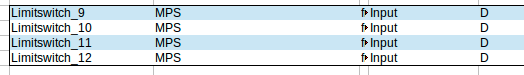 Limitswitch_9 MPS f Input D
Limitswitch_10 MPS f Input D
Limitswitch_11 MPS f Input D
Limitswitch_12 MPS f Input D